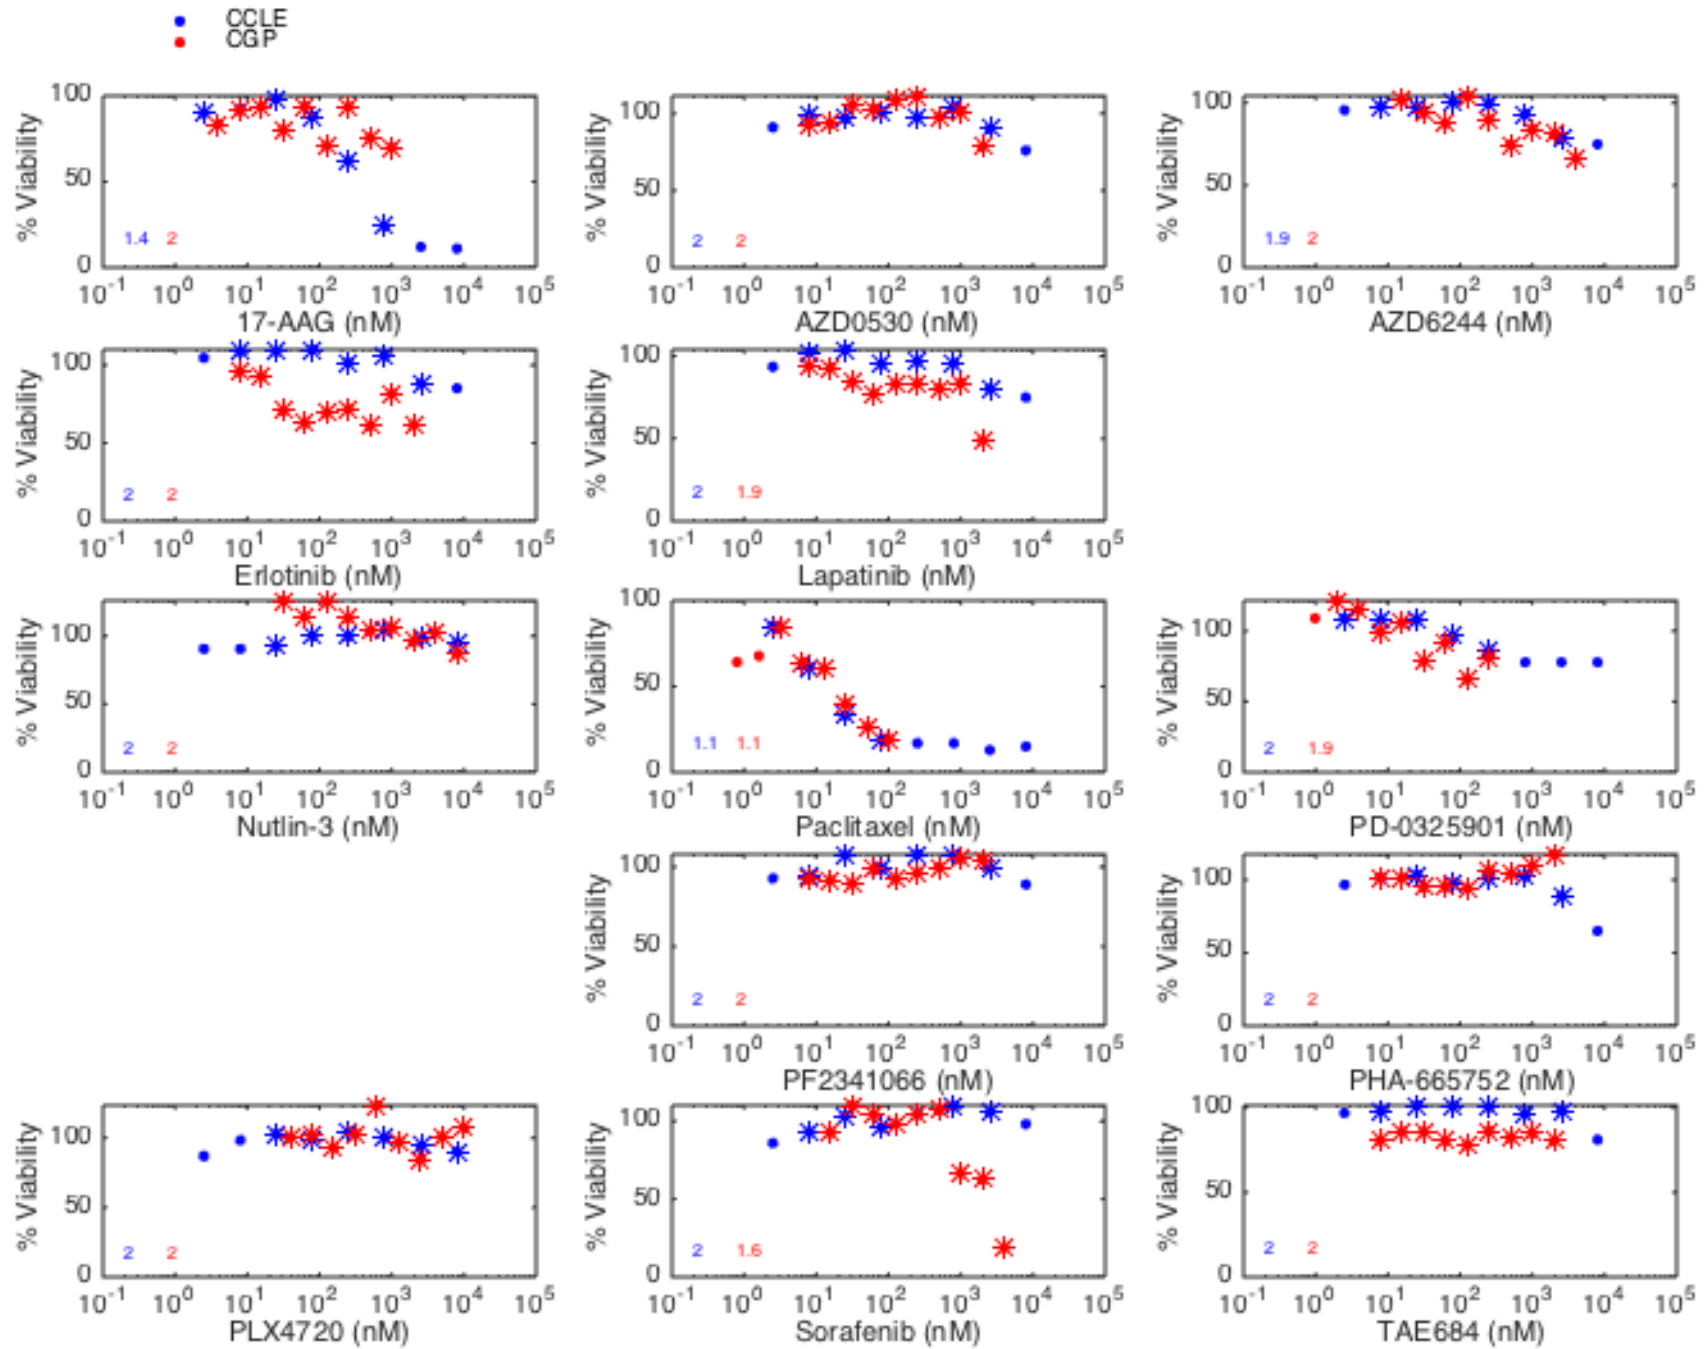 CCLE
CGP
100 50 0 % Viability 1.4 2
10-1 100 101 102 103 104 105
17-AAG (nM)
100 50 0 % Viability 2 2
10-1 100 101 102 103 104 105
AZD0530 (nM)
100 50 0 % Viability 1.9 2
10-1 100 101 102 103 104 105
AZD6244 (nM)
100 50 0 % Viability 2 2
10-1 100 101 102 103 104 105
Erlotinib (nM)
100 50 0 % Viability 2 1.9
10-1 100 101 102 103 104 105
Lapatinib (nM)
100 50 0 % Viability 2 2
10-1 100 101 102 103 104 105
Nutlin-3 (nM)
100 50 0 % Viability 1.1 1.1
10-1 100 101 102 103 104 105
Paclitaxel (nM)
100 50 0 % Viability 2 1.9
10-1 100 101 102 103 104 105
PD-0325901 (nM)
100 50 0 % Viability 2 2
10-1 100 101 102 103 104 105
PF2341066 (nM)
100 50 0 % Viability 2 2
10-1 100 101 102 103 104 105
PHA-665752 (nM)
100 50 0 % Viability 2 2
10-1 100 101 102 103 104 105
PLX4720 (nM)
100 50 0 % Viability 2 1.6
10-1 100 101 102 103 104 105
Sorafenib (nM)
100 50 0 % Viability 2 2
10-1 100 101 102 103 104 105
TAE684 (nM)